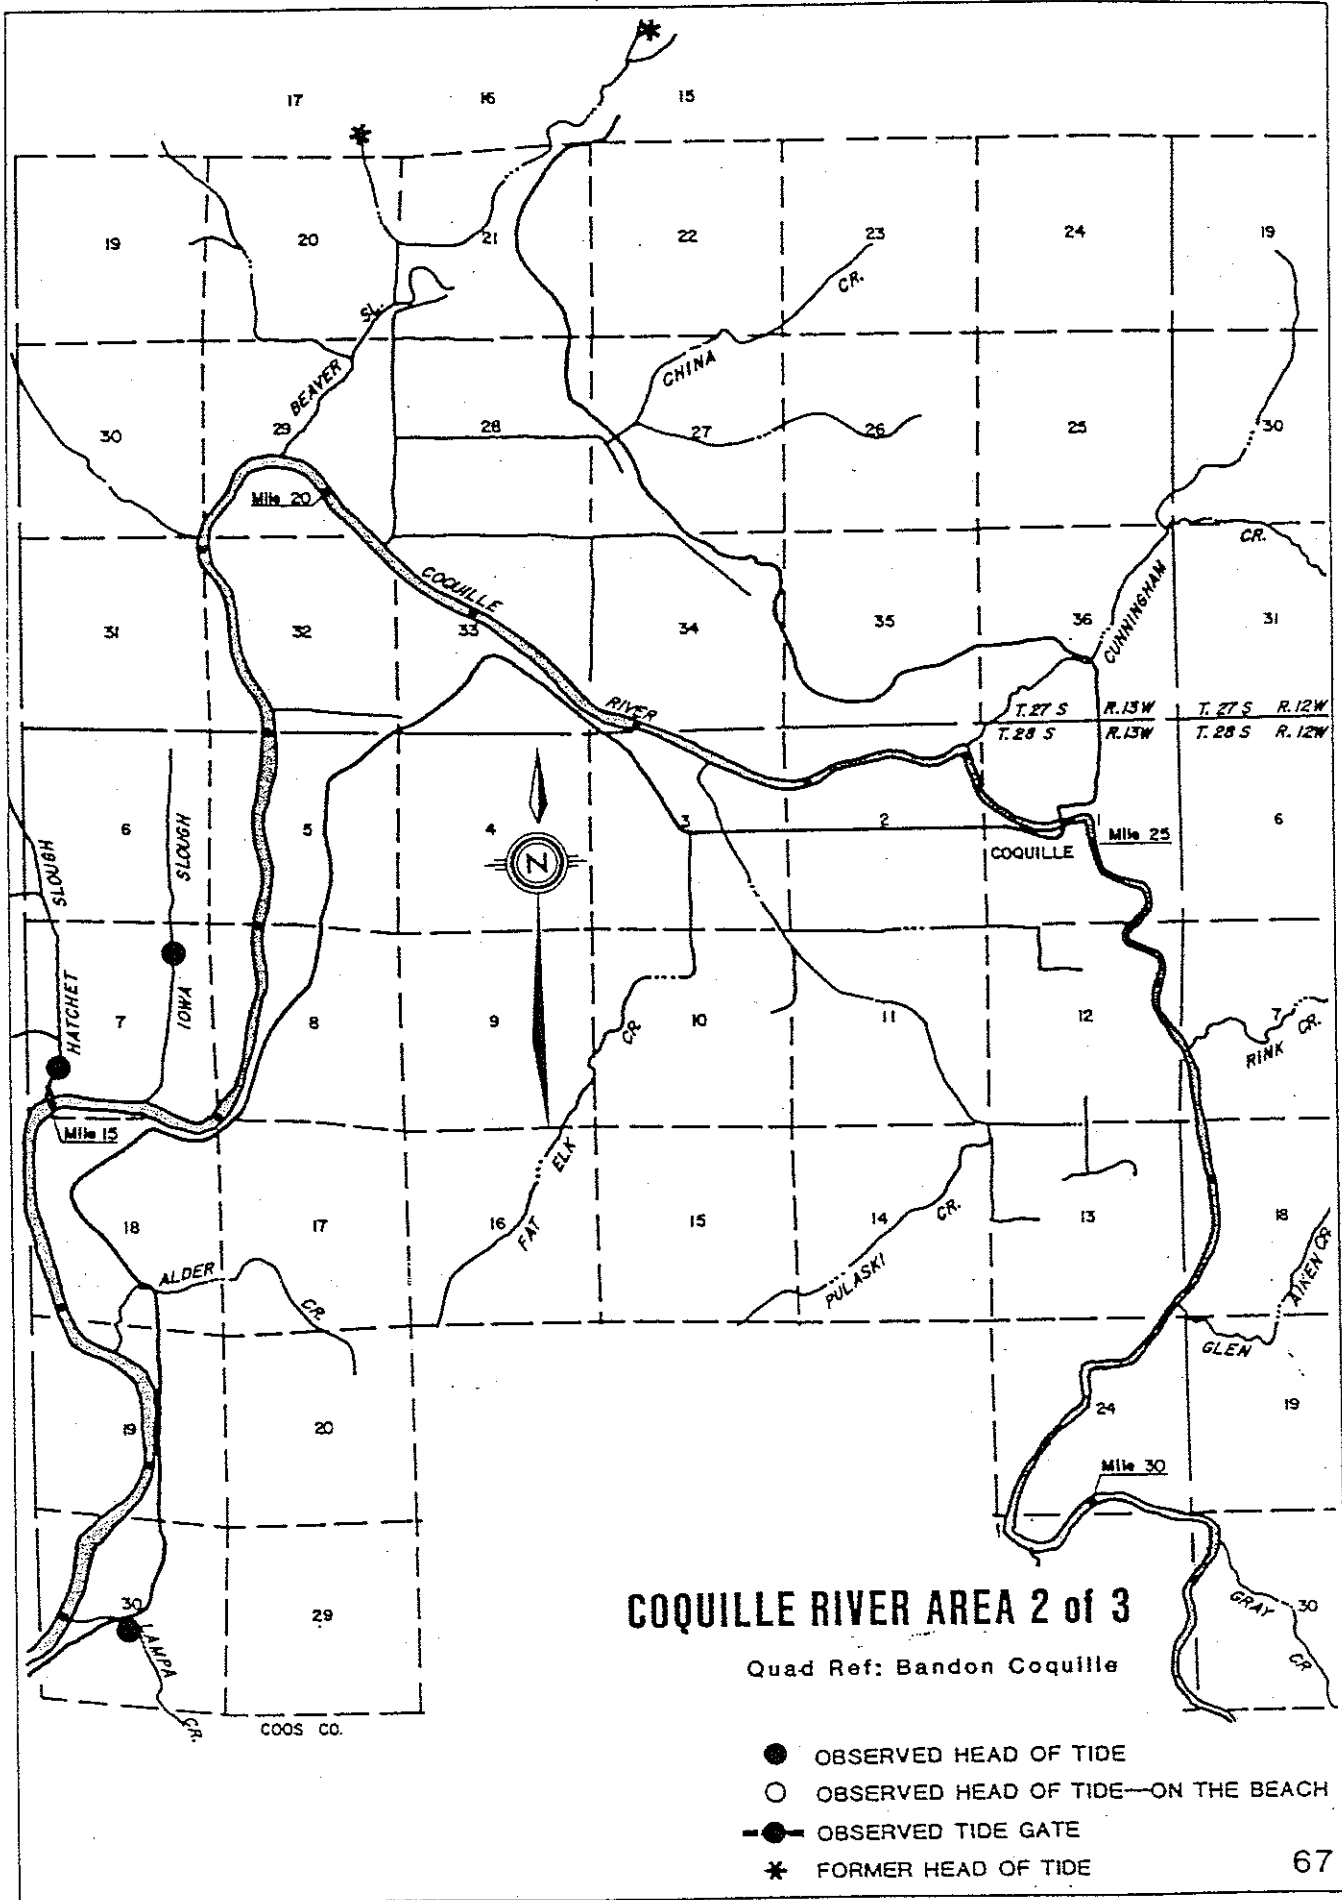 17 16 15
19 20 21 22 23 24 19
CR.
SL.
CHINA
BEAVER
30 29 28 27 26 25 30
Mile 20
CR.
COQUILLE
CUNNINGHAM
31 32 33 34 35 36 31
RIVER
T. 27 S R. 13W T. 27 S R. 12W
T. 28 S R. 13W T. 28 S R. 12W
6 5 4 3 2 1 6
SLOUGH
SLOUGH
Mile 25
COQUILLE
N
HATCHET
IOWA
7 8 9 10 11 12 7
CR.
RINK CR.
Mile 15
ELK
FAT
18 17 16 15 14 13 18
CR.
PULASKI
ALDER
CR.
AIKEN CR
GLEN
19 20 24 19
Mile 30
30 29 30
GRAY
CR
LAMPA
CR.
COOS CO.
COQUILLE RIVER AREA 2 of 3
Quad Ref: Bandon Coquille
OBSERVED HEAD OF TIDE
OBSERVED HEAD OF TIDE—ON THE BEACH
OBSERVED TIDE GATE
FORMER HEAD OF TIDE
67